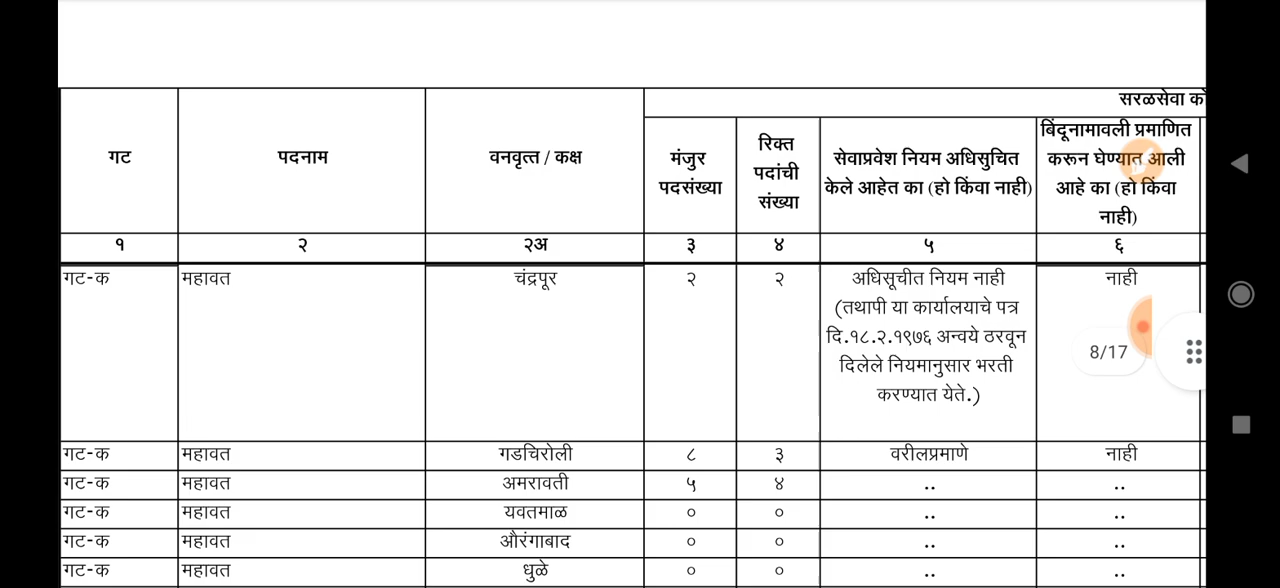 सरळसेवा को
गट
पदनाम
वनवृत्त / कक्ष
मंजुर
पदसंख्या
रिक्त
पदांची
संख्या
सेवाप्रवेश नियम अधिसुचित
केले आहेत का (हो किंवा नाही)
बिंदूनामावली प्रमाणित
करून घेण्यात आली
आहे का (हो किंवा
नाही)
१ २ २अ ३ ४ ५ ६
गट-क महावत चंद्रपूर २ २ अधिसूचीत नियम नाही नाही
(तथापी या कार्यालयाचे पत्र
दि.१८.२.१९७६ अन्वये ठरवून
दिलेले नियमानुसार भरती
करण्यात येते.)
8/17
गट-क महावत गडचिरोली ८ ३ वरीलप्रमाणे नाही
गट-क महावत अमरावती ५ ४ .. ..
गट-क महावत यवतमाळ ० ० .. ..
गट-क महावत औरंगाबाद ० ० .. ..
गट-क महावत धुळे ० ० .. ..